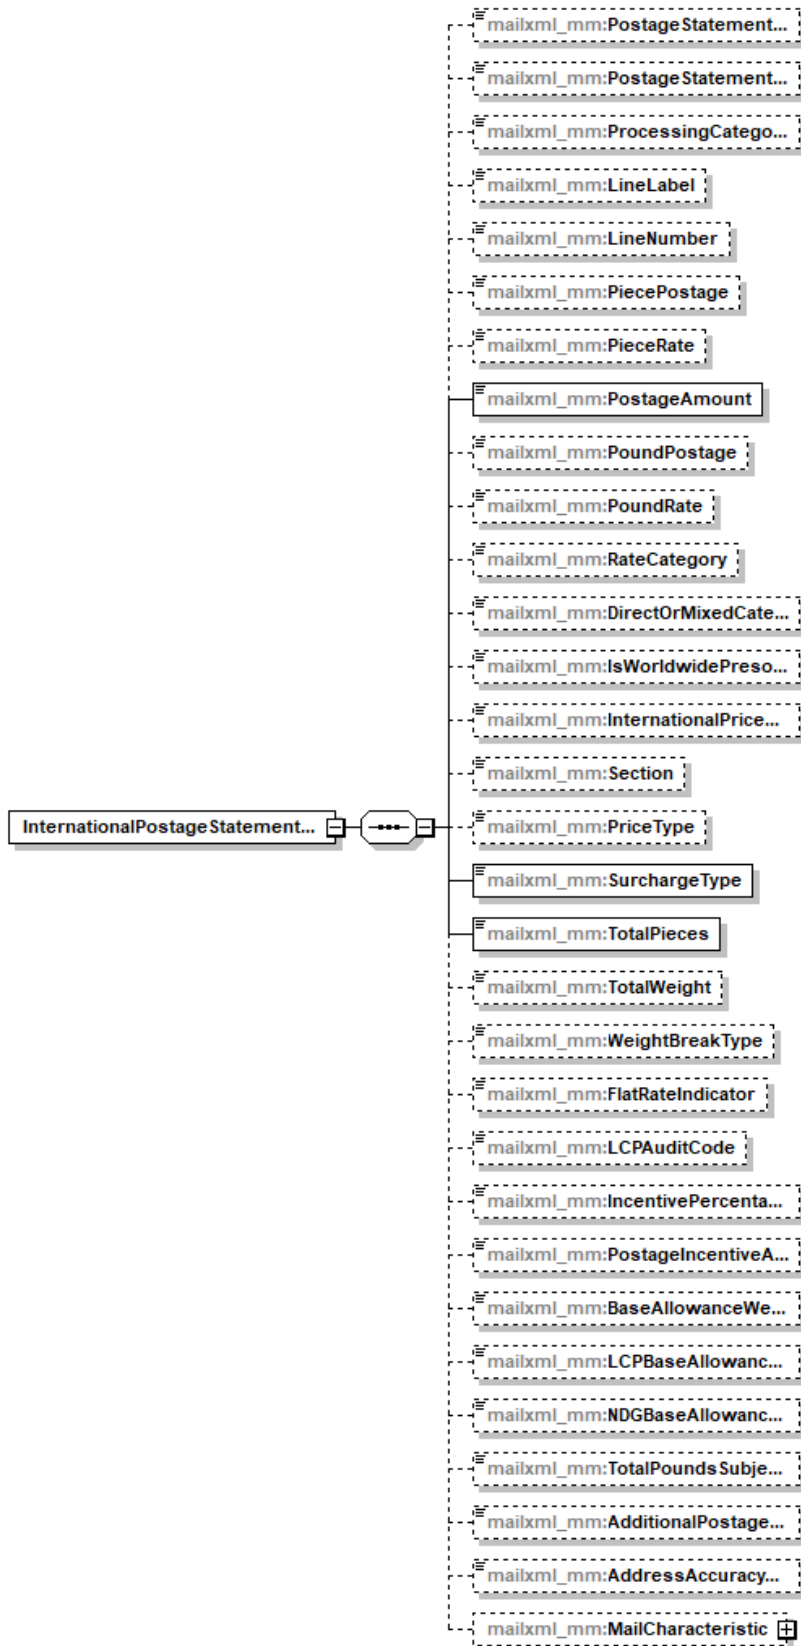 mailxml_mm:PostageStatement...
mailxml_mm:PostageStatement...
mailxml_mm:ProcessingCatego...
mailxml_mm:LineLabel
mailxml_mm:LineNumber
mailxml_mm:PiecePostage
mailxml_mm:PieceRate
mailxml_mm:PostageAmount
mailxml_mm:PoundPostage
mailxml_mm:PoundRate
mailxml_mm:RateCategory
mailxml_mm:DirectOrMixedCate...
mailxml_mm:IsWorldwidePreso...
mailxml_mm:InternationalPrice...
mailxml_mm:Section
InternationalPostageStatement...
mailxml_mm:PriceType
mailxml_mm:SurchargeType
mailxml_mm:TotalPieces
mailxml_mm:TotalWeight
mailxml_mm:WeightBreakType
mailxml_mm:FlatRateIndicator
mailxml_mm:LCPAuditCode
mailxml_mm:IncentivePercenta...
mailxml_mm:PostageIncentiveA...
mailxml_mm:BaseAllowanceWe...
mailxml_mm:LCPBaseAllowanc...
mailxml_mm:NDGBaseAllowanc...
mailxml_mm:TotalPoundsSubje...
mailxml_mm:AdditionalPostage...
mailxml_mm:AddressAccuracy...
mailxml_mm:MailCharacteristic